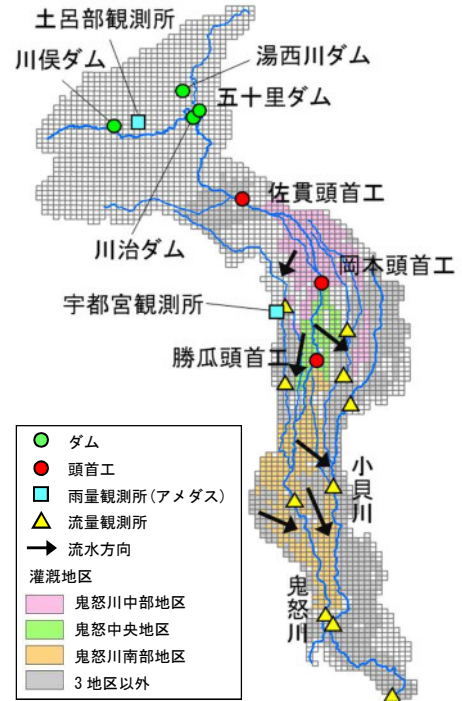 土呂部観測所
川俣ダム
湯西川ダム
五十里ダム
佐貫頭首工
川治ダム
岡本頭首工
宇都宮観測所
勝瓜頭首工
小貝川
鬼怒川
ダム
頭首工
雨量観測所(アメダス)
流量観測所
流水方向
灌漑地区
鬼怒川中部地区
鬼怒中央地区
鬼怒川南部地区
3地区以外